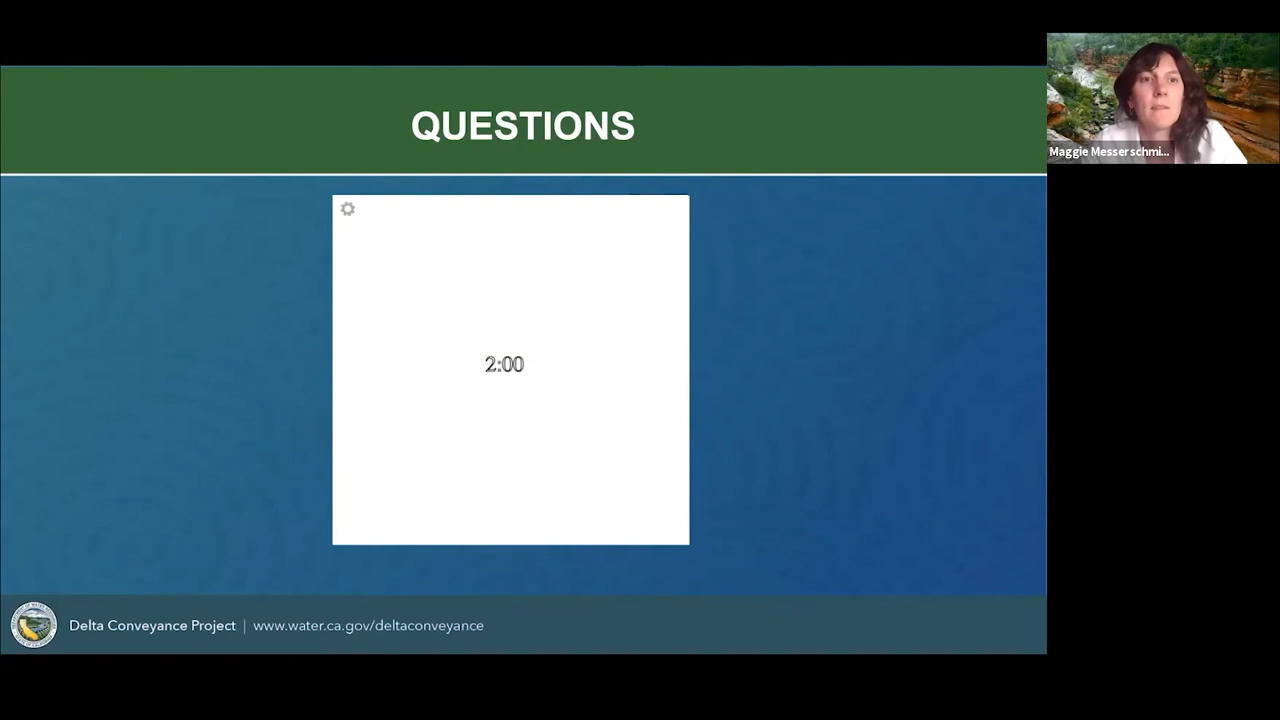 QUESTIONS
Maggie Messerschmi...
2:00
Delta Conveyance Project | www.water.ca.gov/deltaconveyance